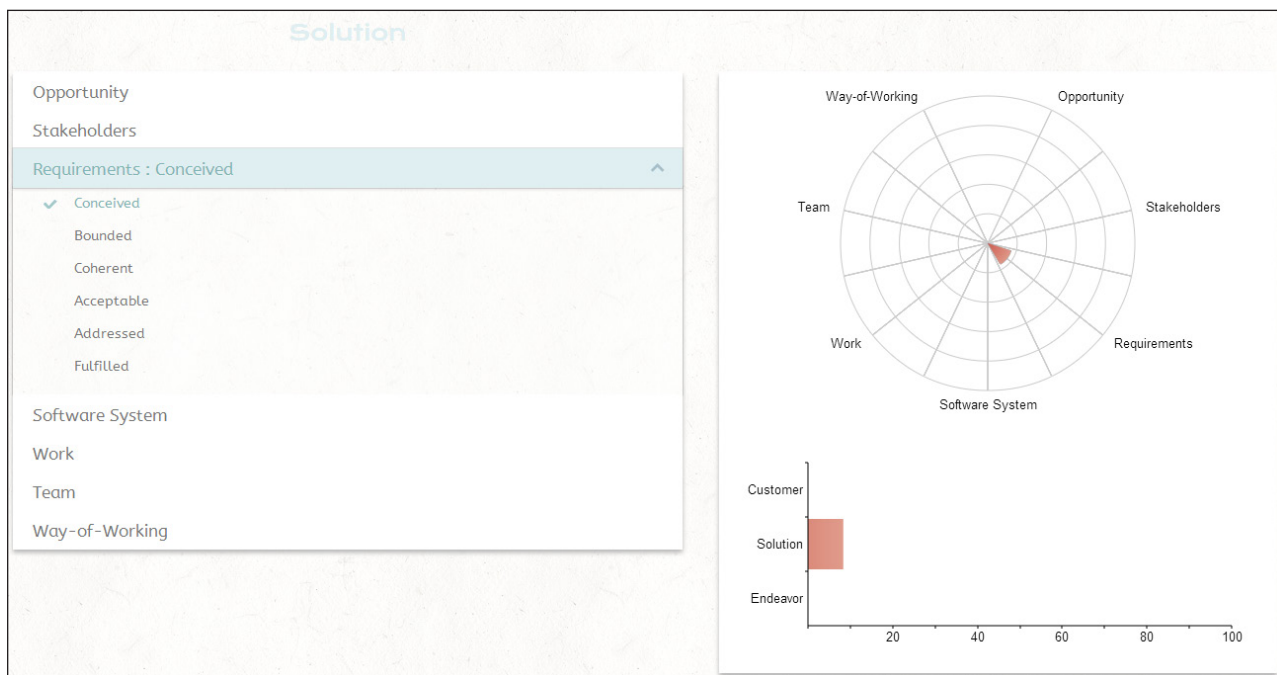 Solution
Opportunity
Stakeholders
Requirements : Conceived
Conceived
Bounded
Coherent
Acceptable
Addressed
Fulfilled
Software System
Work
Team
Way-of-Working
Way-of-Working
Opportunity
Team
Stakeholders
Work
Requirements
Software System
Customer
Solution
Endeavor
20 40 60 80 100